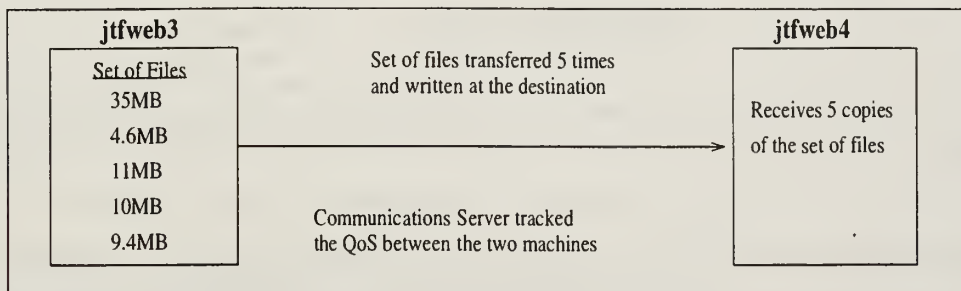 jtfweb3
Set of Files
35MB
4.6MB
11MB
10MB
9.4MB
Set of files transferred 5 times
and written at the destination
Communications Server tracked
the QoS between the two machines
jtfweb4
Receives 5 copies
of the set of files